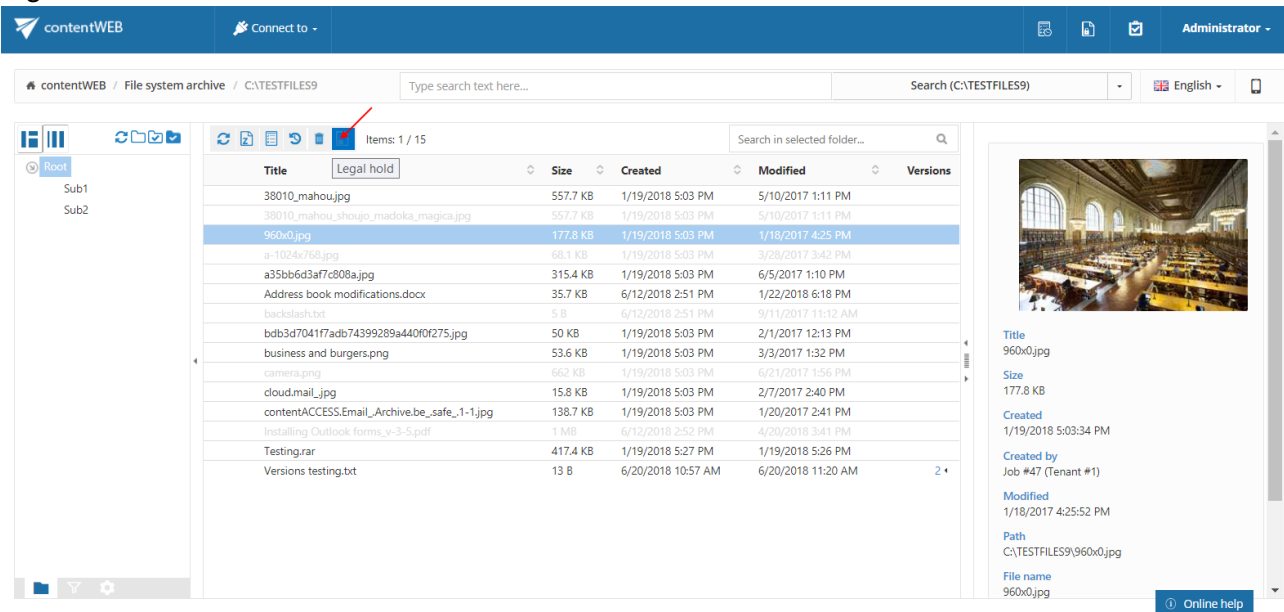 contentWEB Connect to Administrator
contentWEB / File system archive / C:\TESTFILES9 Type search text here... Search (C:\TESTFILES9) English
Items: 1 / 15 Search in selected folder...
Legal hold
Root
Sub1
Sub2
Title Size Created Modified Versions
38010_mahou.jpg 557.7 KB 1/19/2018 5:03 PM 5/10/2017 1:11 PM
38010_mahou_shoujo_madoka_magica.jpg 557.7 KB 1/19/2018 5:03 PM 5/10/2017 1:11 PM
960x0.jpg 177.8 KB 1/19/2018 5:03 PM 1/18/2017 4:25 PM
a-1024x768.jpg 68.1 KB 1/19/2018 5:03 PM 3/28/2017 3:42 PM
a35bb6d3af7c808a.jpg 315.4 KB 1/19/2018 5:03 PM 6/5/2017 1:10 PM
Address book modifications.docx 35.7 KB 6/12/2018 2:51 PM 1/22/2018 6:18 PM
backslash.txt 5 B 6/12/2018 2:51 PM 9/11/2017 11:12 AM
bdb3d7041f7adb74399289a440f0f275.jpg 50 KB 1/19/2018 5:03 PM 2/1/2017 12:13 PM
business and burgers.png 53.6 KB 1/19/2018 5:03 PM 3/3/2017 1:32 PM
camera.png 662 KB 1/19/2018 5:03 PM 6/21/2017 1:56 PM
cloud.mail_.jpg 15.8 KB 1/19/2018 5:03 PM 2/7/2017 2:40 PM
contentACCESS.Email_.Archive.be_.safe_.1-1.jpg 138.7 KB 1/19/2018 5:03 PM 1/20/2017 2:41 PM
Installing Outlook forms_v-3-5.pdf 1 MB 6/12/2018 2:52 PM 4/20/2018 3:41 PM
Testing.rar 417.4 KB 1/19/2018 5:27 PM 1/19/2018 5:26 PM
Versions testing.txt 13 B 6/20/2018 10:57 AM 6/20/2018 11:20 AM 2
Title
960x0.jpg
Size
177.8 KB
Created
1/19/2018 5:03:34 PM
Created by
Job #47 (Tenant #1)
Modified
1/18/2017 4:25:52 PM
Path
C:\TESTFILES9\960x0.jpg
File name
960x0.jpg
Online help